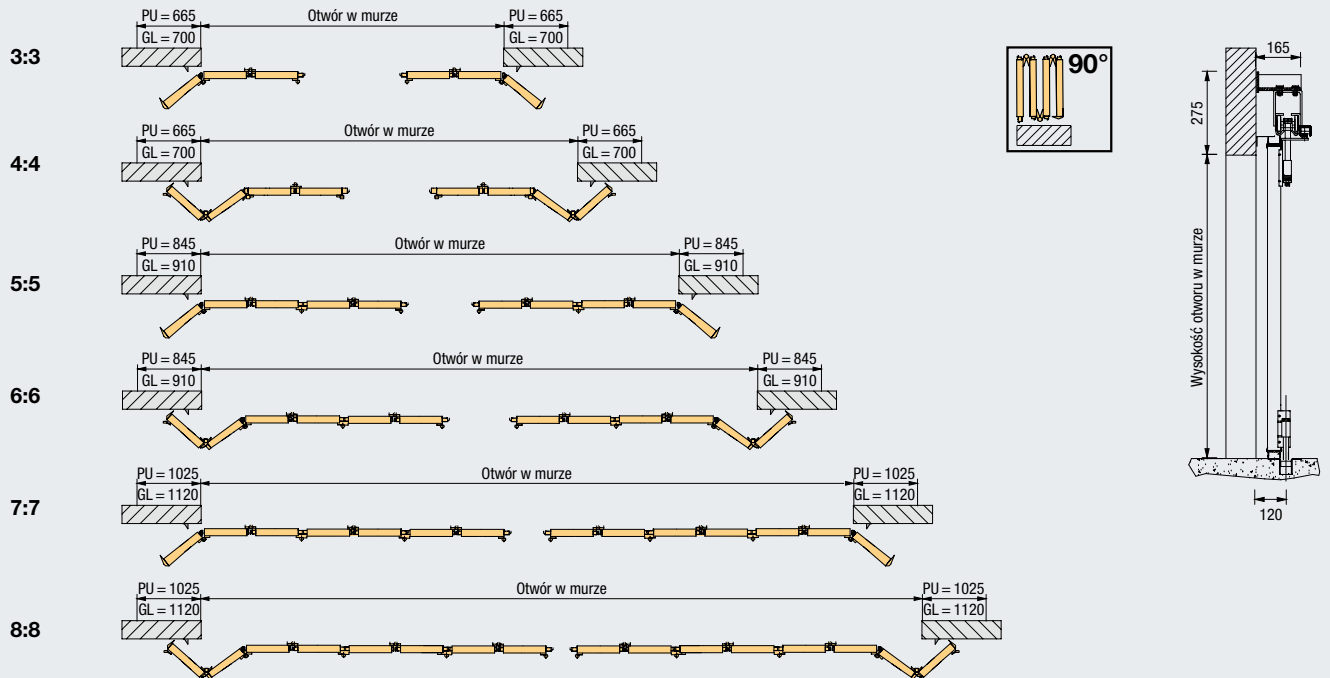 PU = 665 Otwór w murze PU = 665
GL = 700 GL = 700
3:3
90°
165
275
PU = 665 Otwór w murze PU = 665
GL = 700 GL = 700
4:4
PU = 845 Otwór w murze PU = 845
GL = 910 GL = 910
5:5
PU = 845 Otwór w murze PU = 845
GL = 910 GL = 910
6:6
Wysokość otworu w murze
PU = 1025 Otwór w murze PU = 1025
GL = 1120 GL = 1120
7:7
120
PU = 1025 Otwór w murze PU = 1025
GL = 1120 GL = 1120
8:8